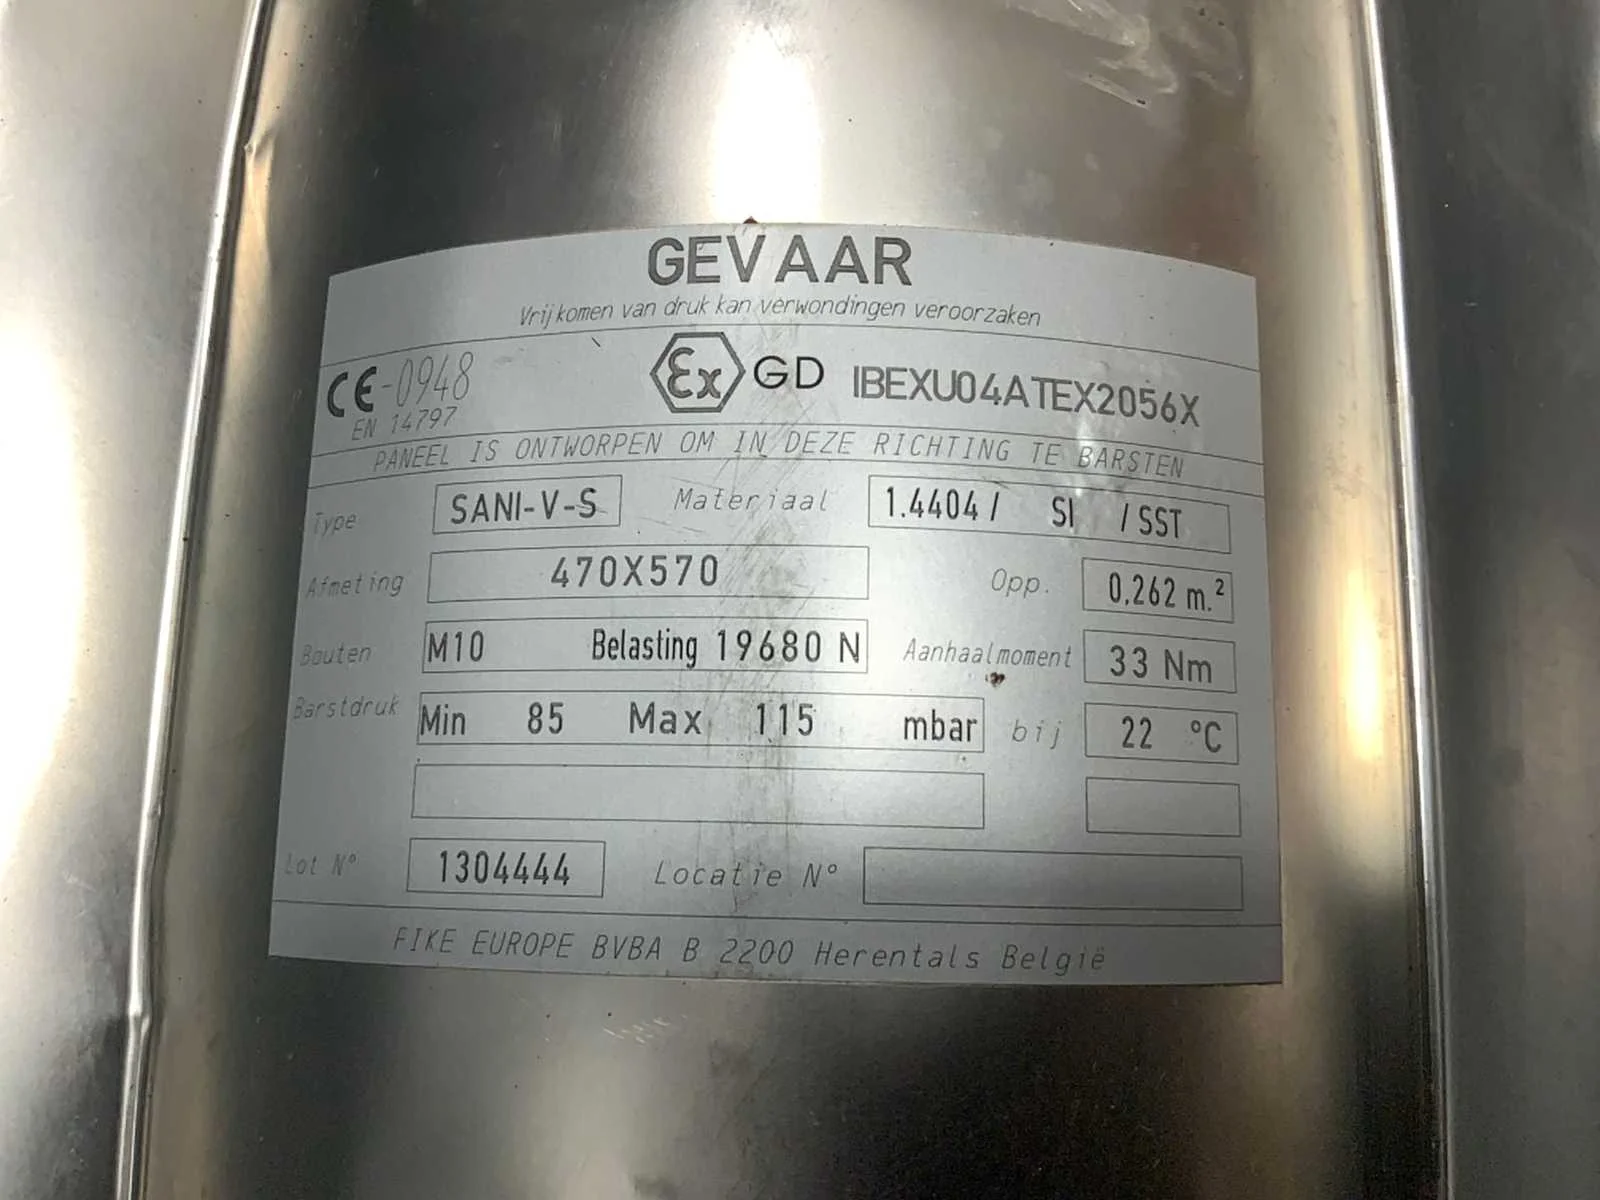 GEVAAR
Vrijkomen van druk kan verwondingen veroorzaken
CE-0948 Ex GD IBEXU04ATEX2056X
EN 14797
PANEEL IS ONTWORPEN OM IN DEZE RICHTING TE BARSTEN
Type SANI-V-S Materiaal 1.4404 / SI / SST
Afmeting 470X570 Opp. 0,262 m.²
Bouten M10 Belasting 19680 N Aanhaalmoment 33 Nm
Barstdruk Min 85 Max 115 mbar bij 22 °C
Lot N° 1304444 Locatie N°
FIKE EUROPE BVBA B 2200 Herentals België